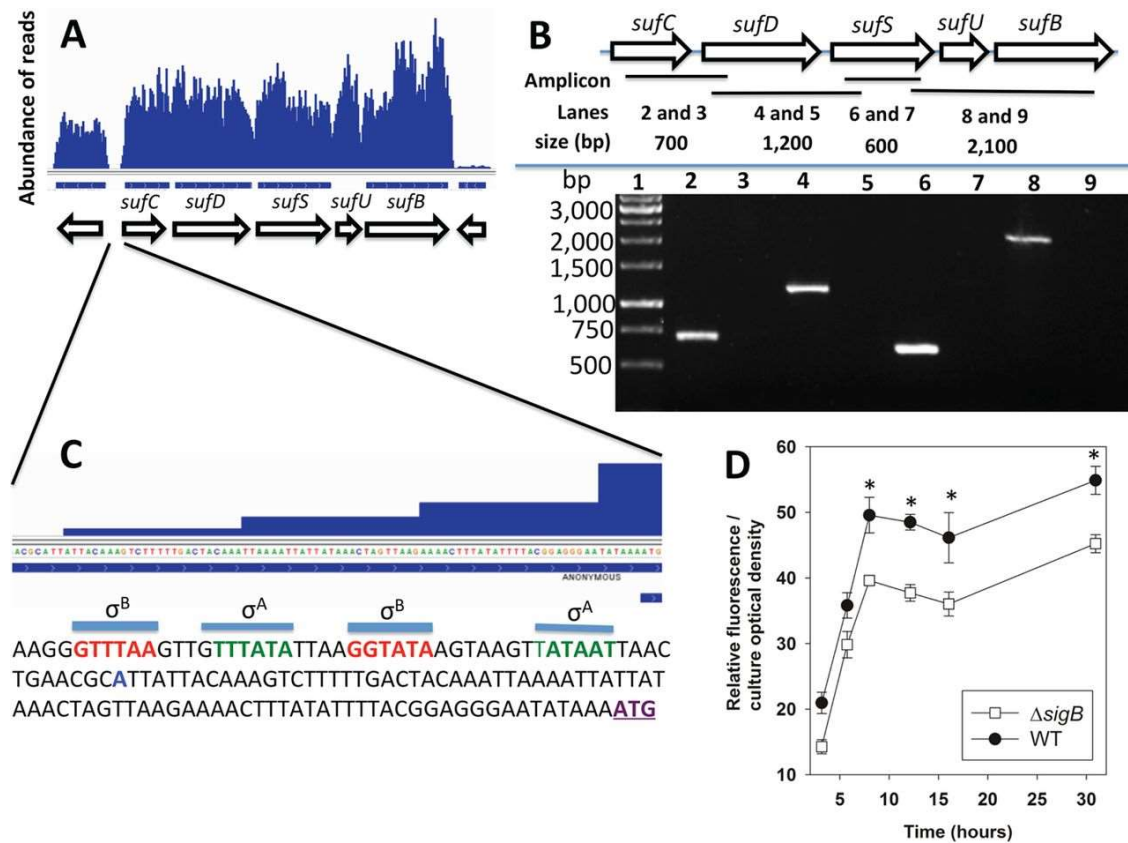 A
Abundance of reads
sufC sufD sufS sufU sufB
B
sufC sufD sufS sufU sufB
Amplicon
Lanes 2 and 3 4 and 5 6 and 7 8 and 9
size (bp) 700 1,200 600 2,100
bp 1 2 3 4 5 6 7 8 9
3,000
2,000
1,500
1,000
750
500
C
ACGCATTATTACAAAGTCTTTTTGACTACAAATTAAAATTATTATAAACTAGTTAAGAAAACTTTATATTTTACGGAGGGAATATAAAATG
ANONYMOUS
σB σA σB σA
AAGGGTTTAAGTTGTTTATATTAAGGTATAAAGTAAGTTATAATTAAC
TGAACGCATTATTACAAAGTCTTTTTGACTACAAATTAAAATTATTAT
AAACTAGTTAAGAAAACTTTATATTTTACGGAGGGAATATAAAATG
D
Relative fluorescence /
culture optical density
60
50
40
30
20
10
* * * *
ΔsigB
WT
5 10 15 20 25 30
Time (hours)